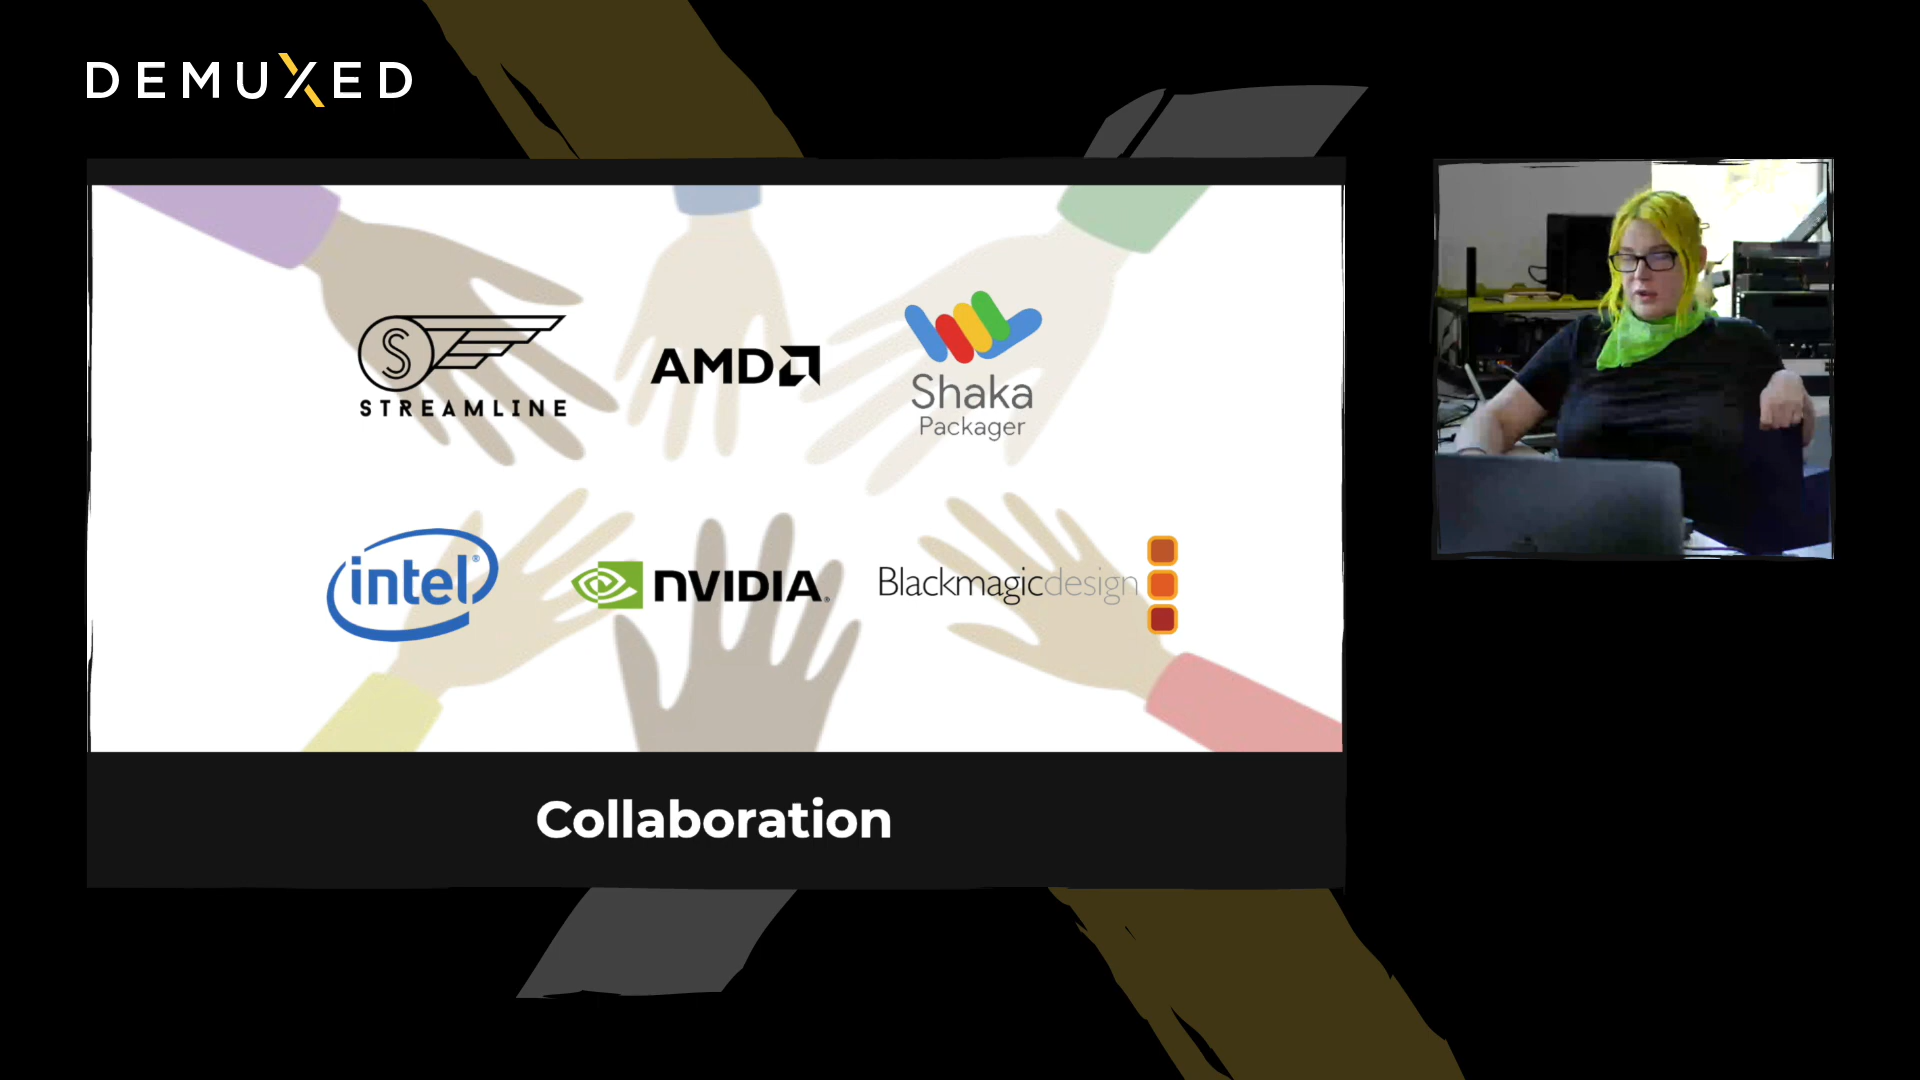 DEMUXED
S
STREAMLINE
AMD
Shaka
Packager
intel®
NVIDIA®
Blackmagicdesign
Collaboration